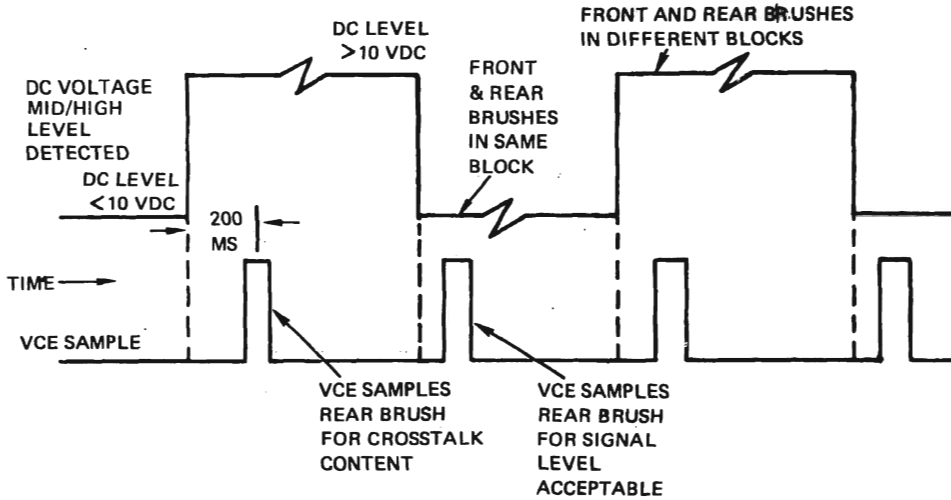 DC LEVEL
>10 VDC
FRONT AND REAR BRUSHES
IN DIFFERENT BLOCKS
DC VOLTAGE
MID/HIGH
LEVEL
DETECTED
FRONT
& REAR
BRUSHES
IN SAME
BLOCK
DC LEVEL
<10 VDC
200
MS
TIME
VCE SAMPLE
VCE SAMPLES
REAR BRUSH
FOR CROSSTALK
CONTENT
VCE SAMPLES
REAR BRUSH
FOR SIGNAL
LEVEL
ACCEPTABLE